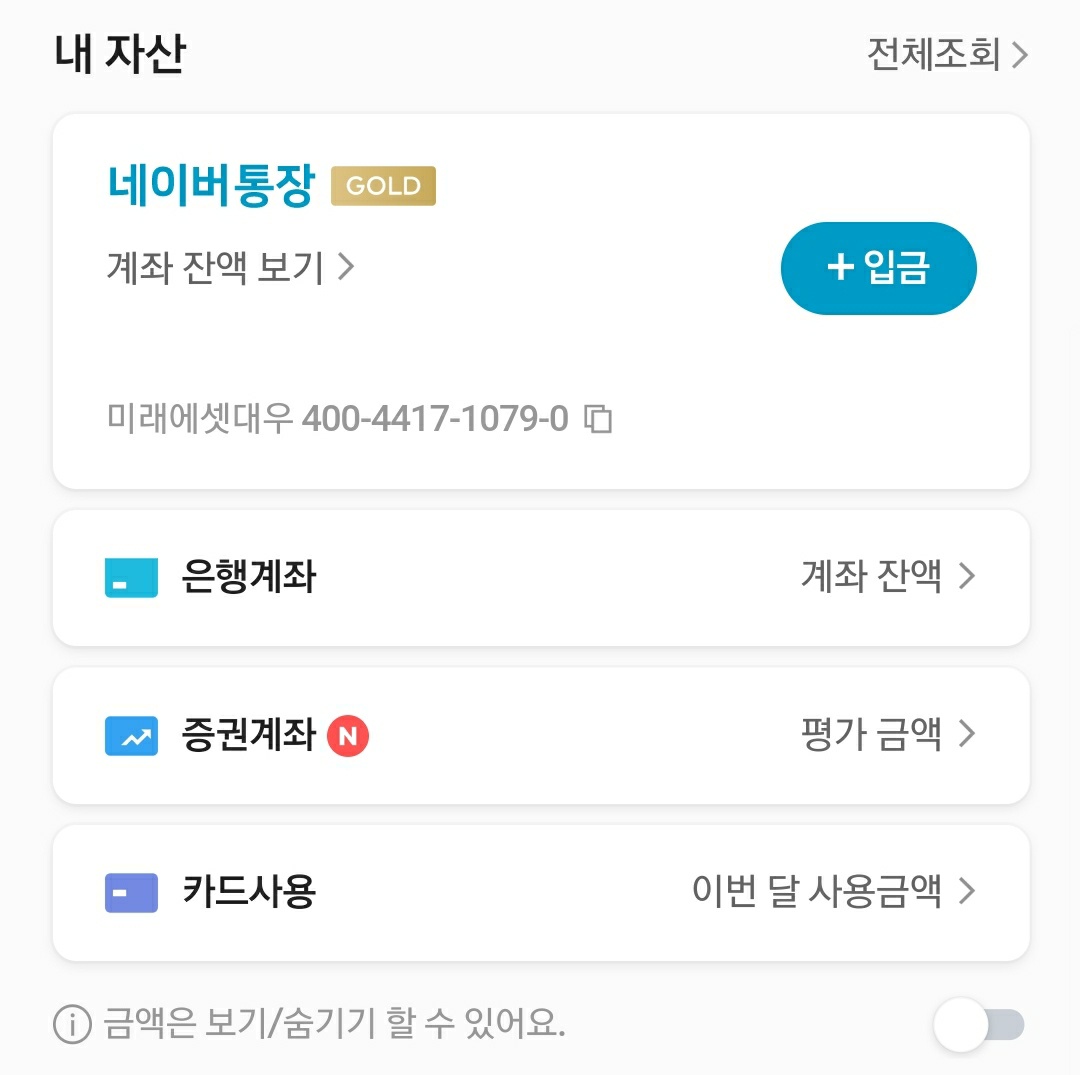 내 자산
전체조회
네이버통장 GOLD
계좌 잔액 보기
+ 입금
미래에셋대우 400-4417-1079-0
은행계좌
계좌 잔액
증권계좌 N
평가 금액
카드사용
이번 달 사용금액
금액은 보기/숨기기 할 수 있어요.